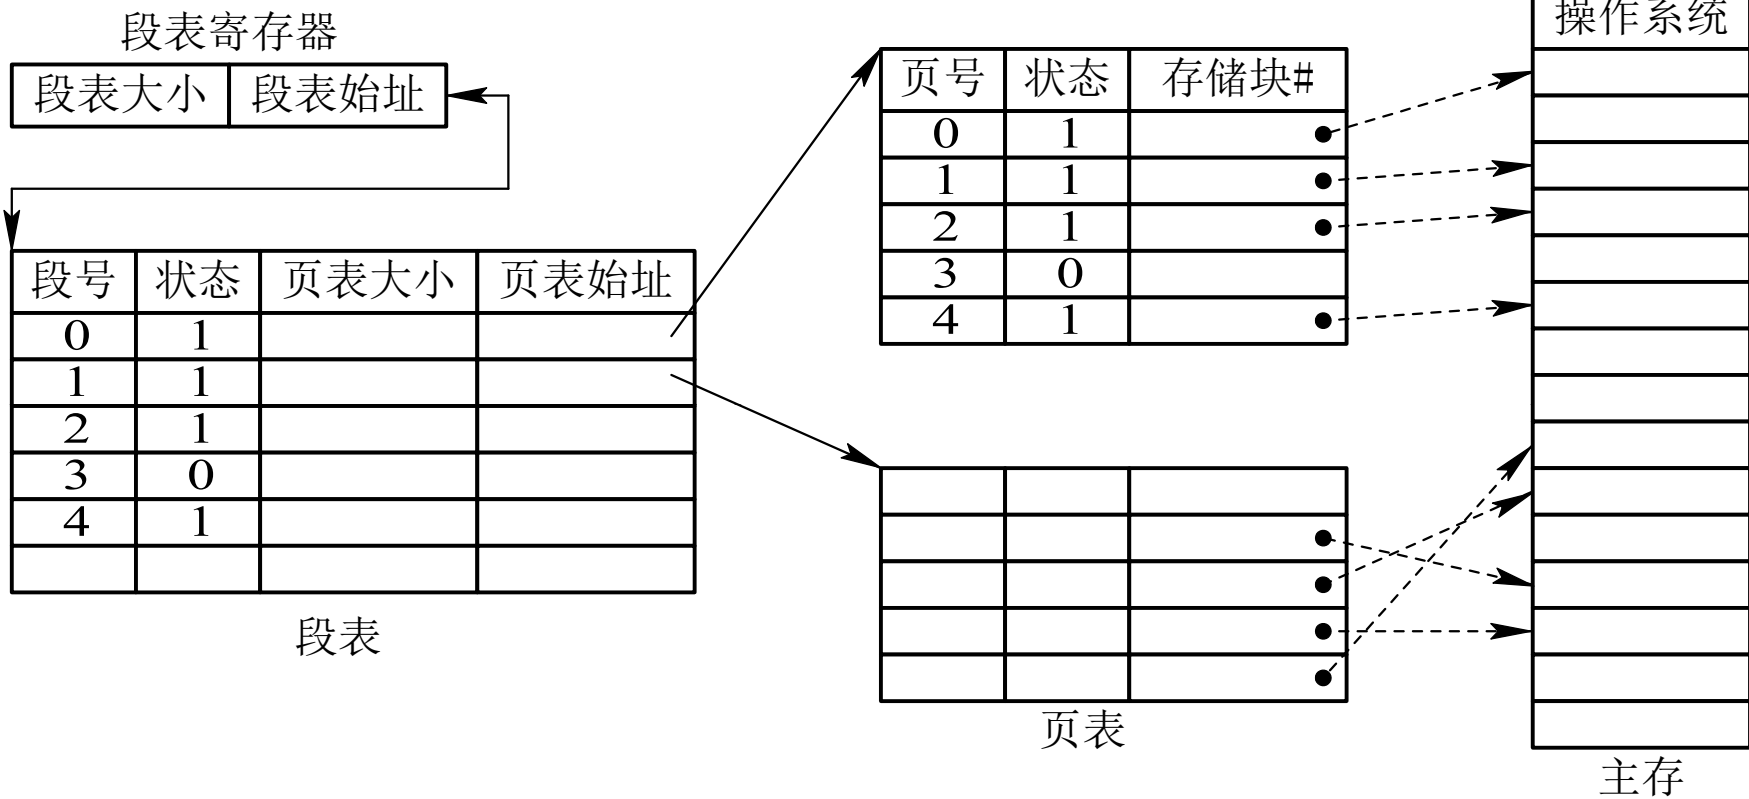 段表寄存器
段表大小 段表始址
段号 状态 页表大小 页表始址
0 1
1 1
2 1
3 0
4 1
段表
页号 状态 存储块#
0 1
1 1
2 1
3 0
4 1
页表
操作系统
主存